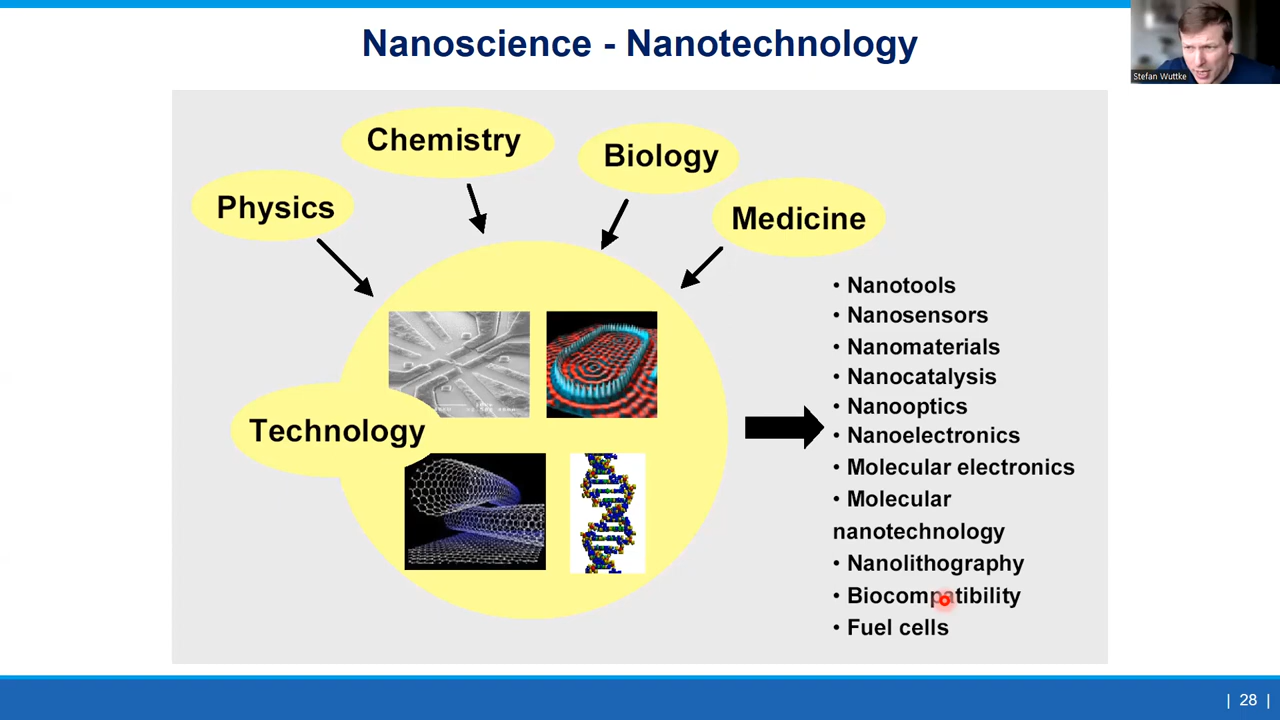 Nanoscience - Nanotechnology
Stefan Wuttke
Chemistry
Biology
Physics
Medicine
Technology
• Nanotools
• Nanosensors
• Nanomaterials
• Nanocatalysis
• Nanooptics
• Nanoelectronics
• Molecular electronics
• Molecular
nanotechnology
• Nanolithography
• Biocompatibility
• Fuel cells
| 28 |